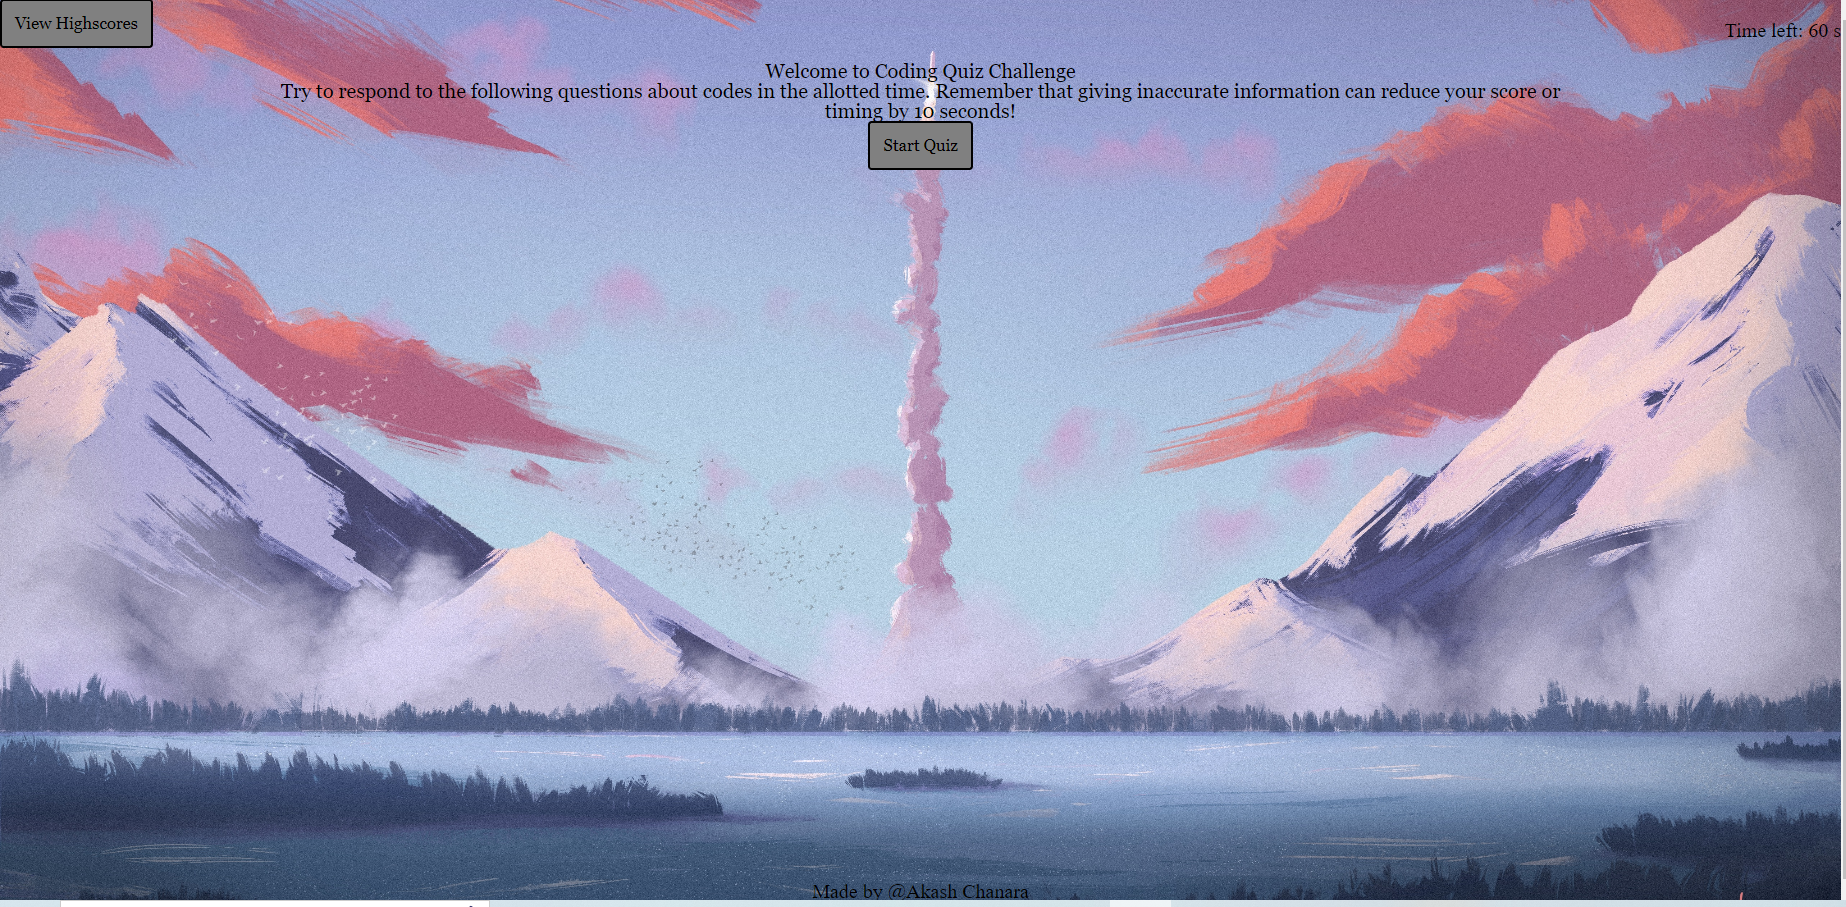 View Highscores
Time left: 60 s
Welcome to Coding Quiz Challenge
Try to respond to the following questions about codes in the allotted time. Remember that giving inaccurate information can reduce your score or
timing by 10 seconds!
Start Quiz
Made by @Akash Chanara